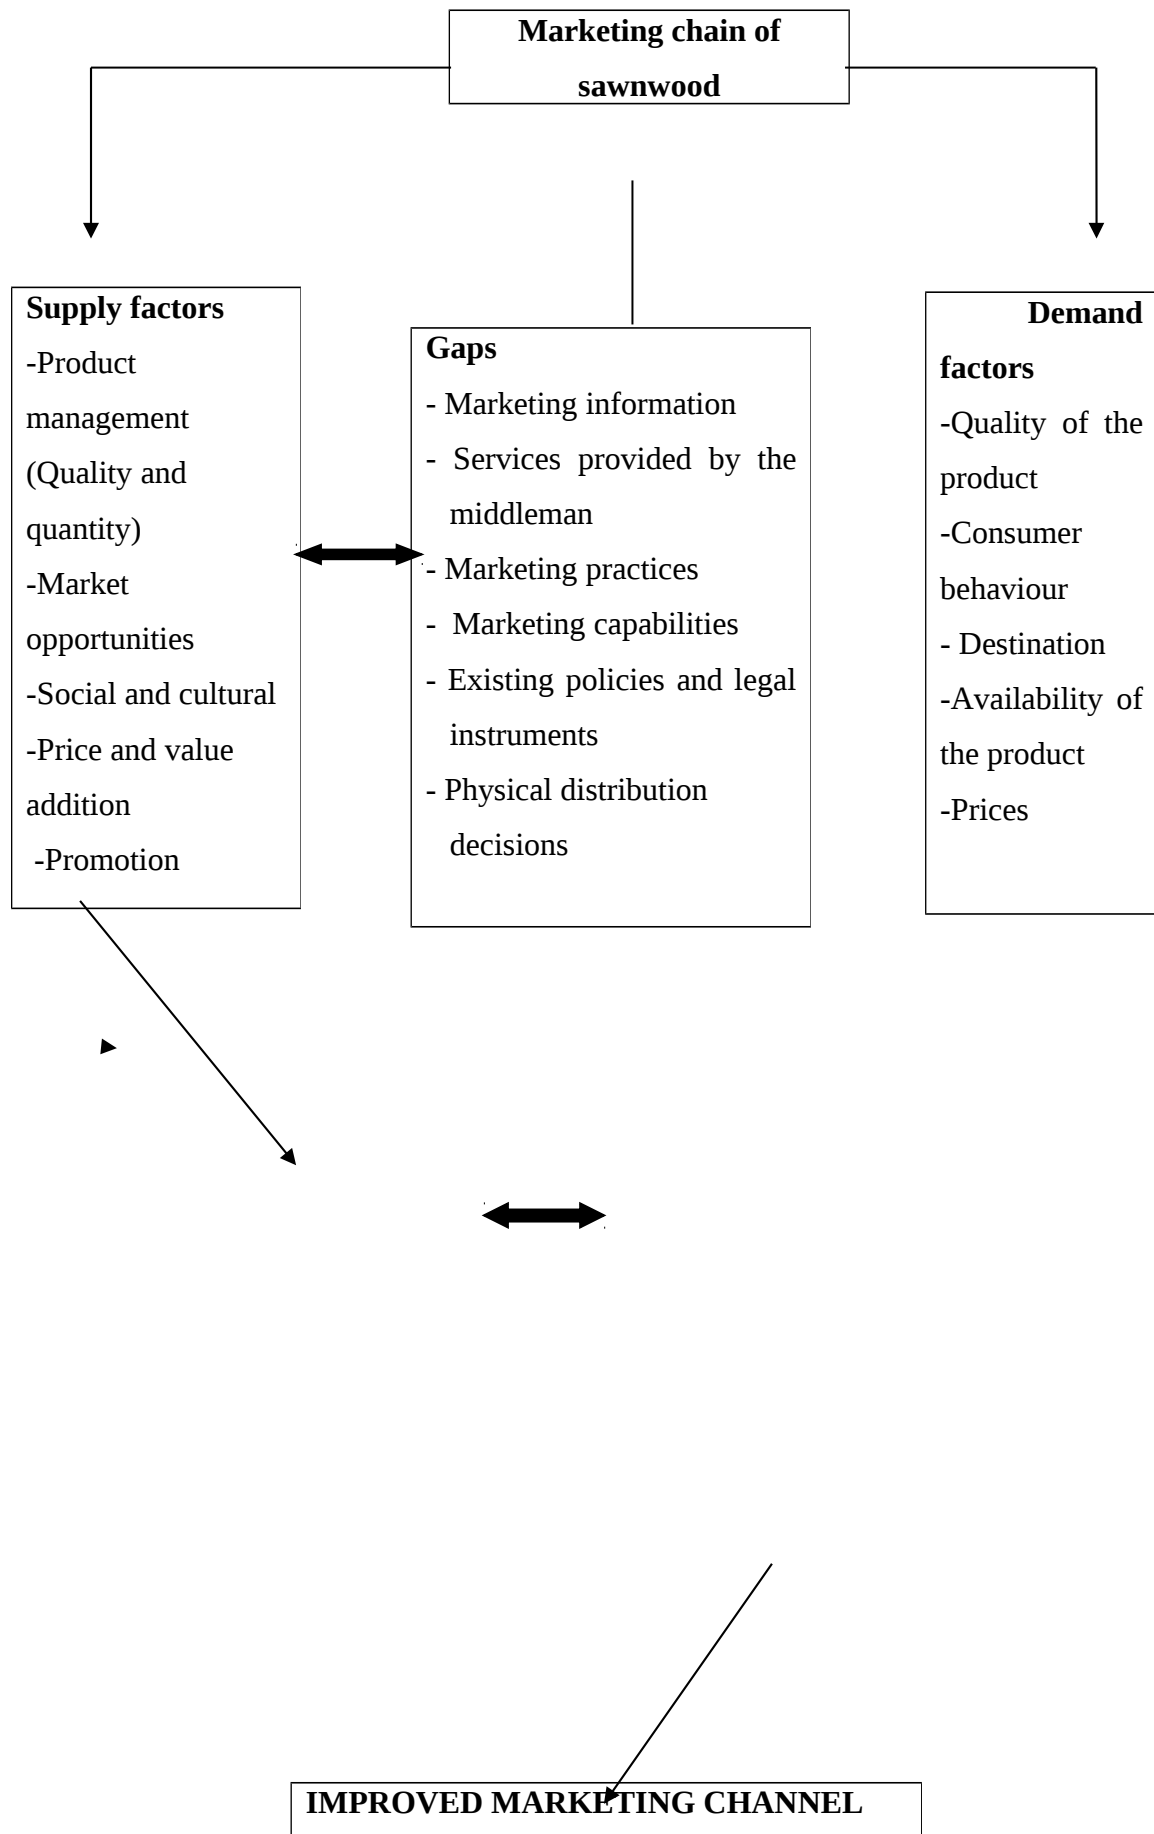 Marketing chain of
sawnwood
Supply factors
-Product
management
(Quality and
quantity)
-Market
opportunities
-Social and cultural
-Price and value
addition
-Promotion
Gaps
- Marketing information
- Services provided by the
middleman
- Marketing practices
- Marketing capabilities
- Existing policies and legal
instruments
- Physical distribution
decisions
Demand
factors
-Quality of the
product
-Consumer
behaviour
- Destination
-Availability of
the product
-Prices
IMPROVED MARKETING CHANNEL